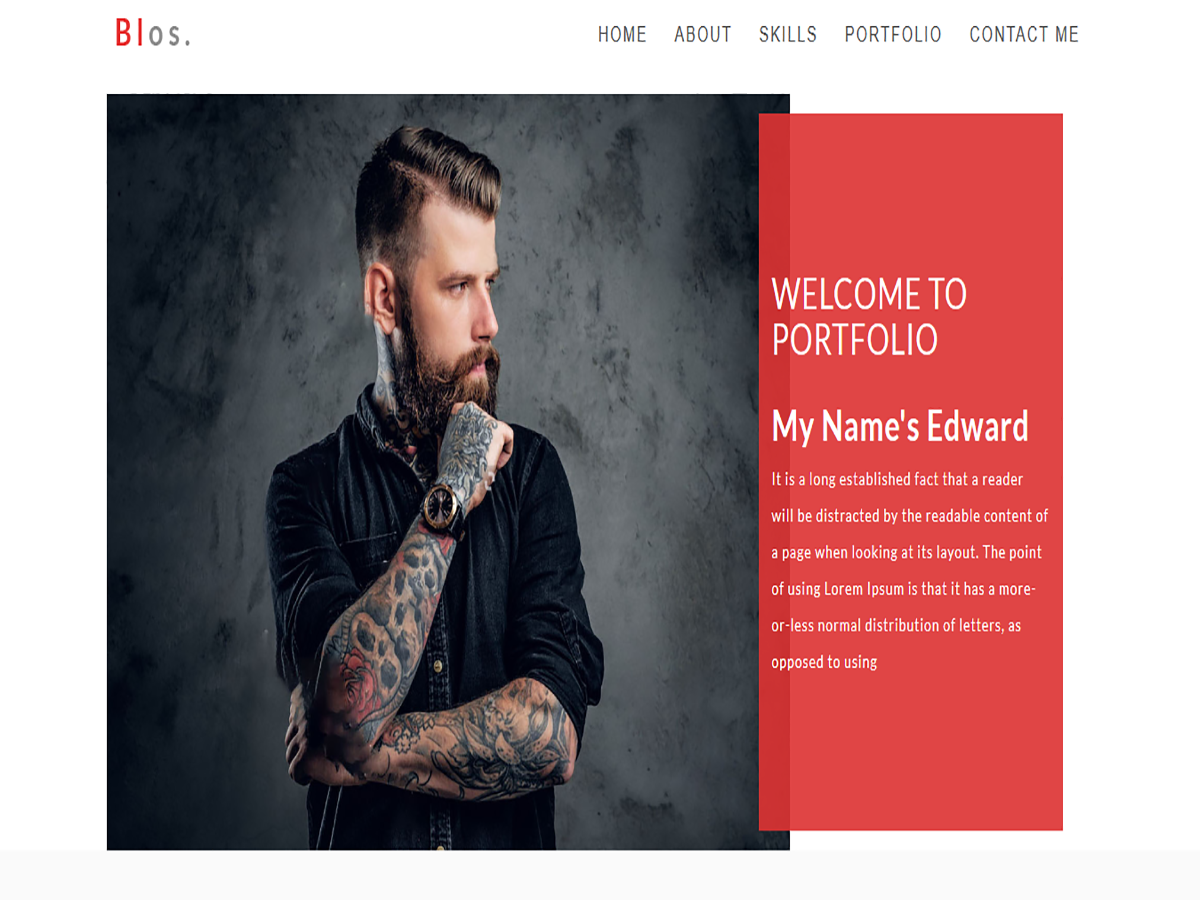 Blos.
HOME ABOUT SKILLS PORTFOLIO CONTACT ME
WELCOME TO
PORTFOLIO
My Name's Edward
It is a long established fact that a reader
will be distracted by the readable content of
a page when looking at its layout. The point
of using Lorem Ipsum is that it has a more-
or-less normal distribution of letters, as
opposed to using